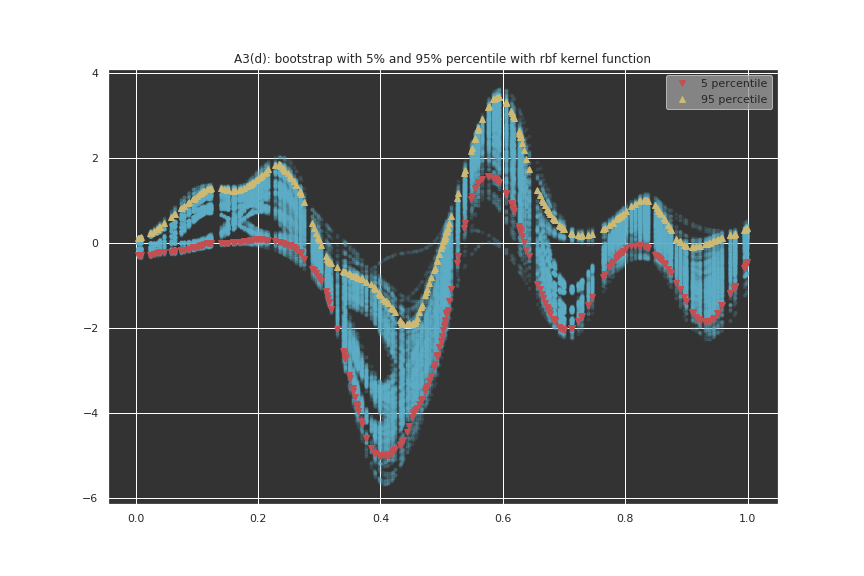 A3(d): bootstrap with 5% and 95% percentile with rbf kernel function
5 percentile
95 percetile
4
2
0
−2
−4
−6
0.0 0.2 0.4 0.6 0.8 1.0